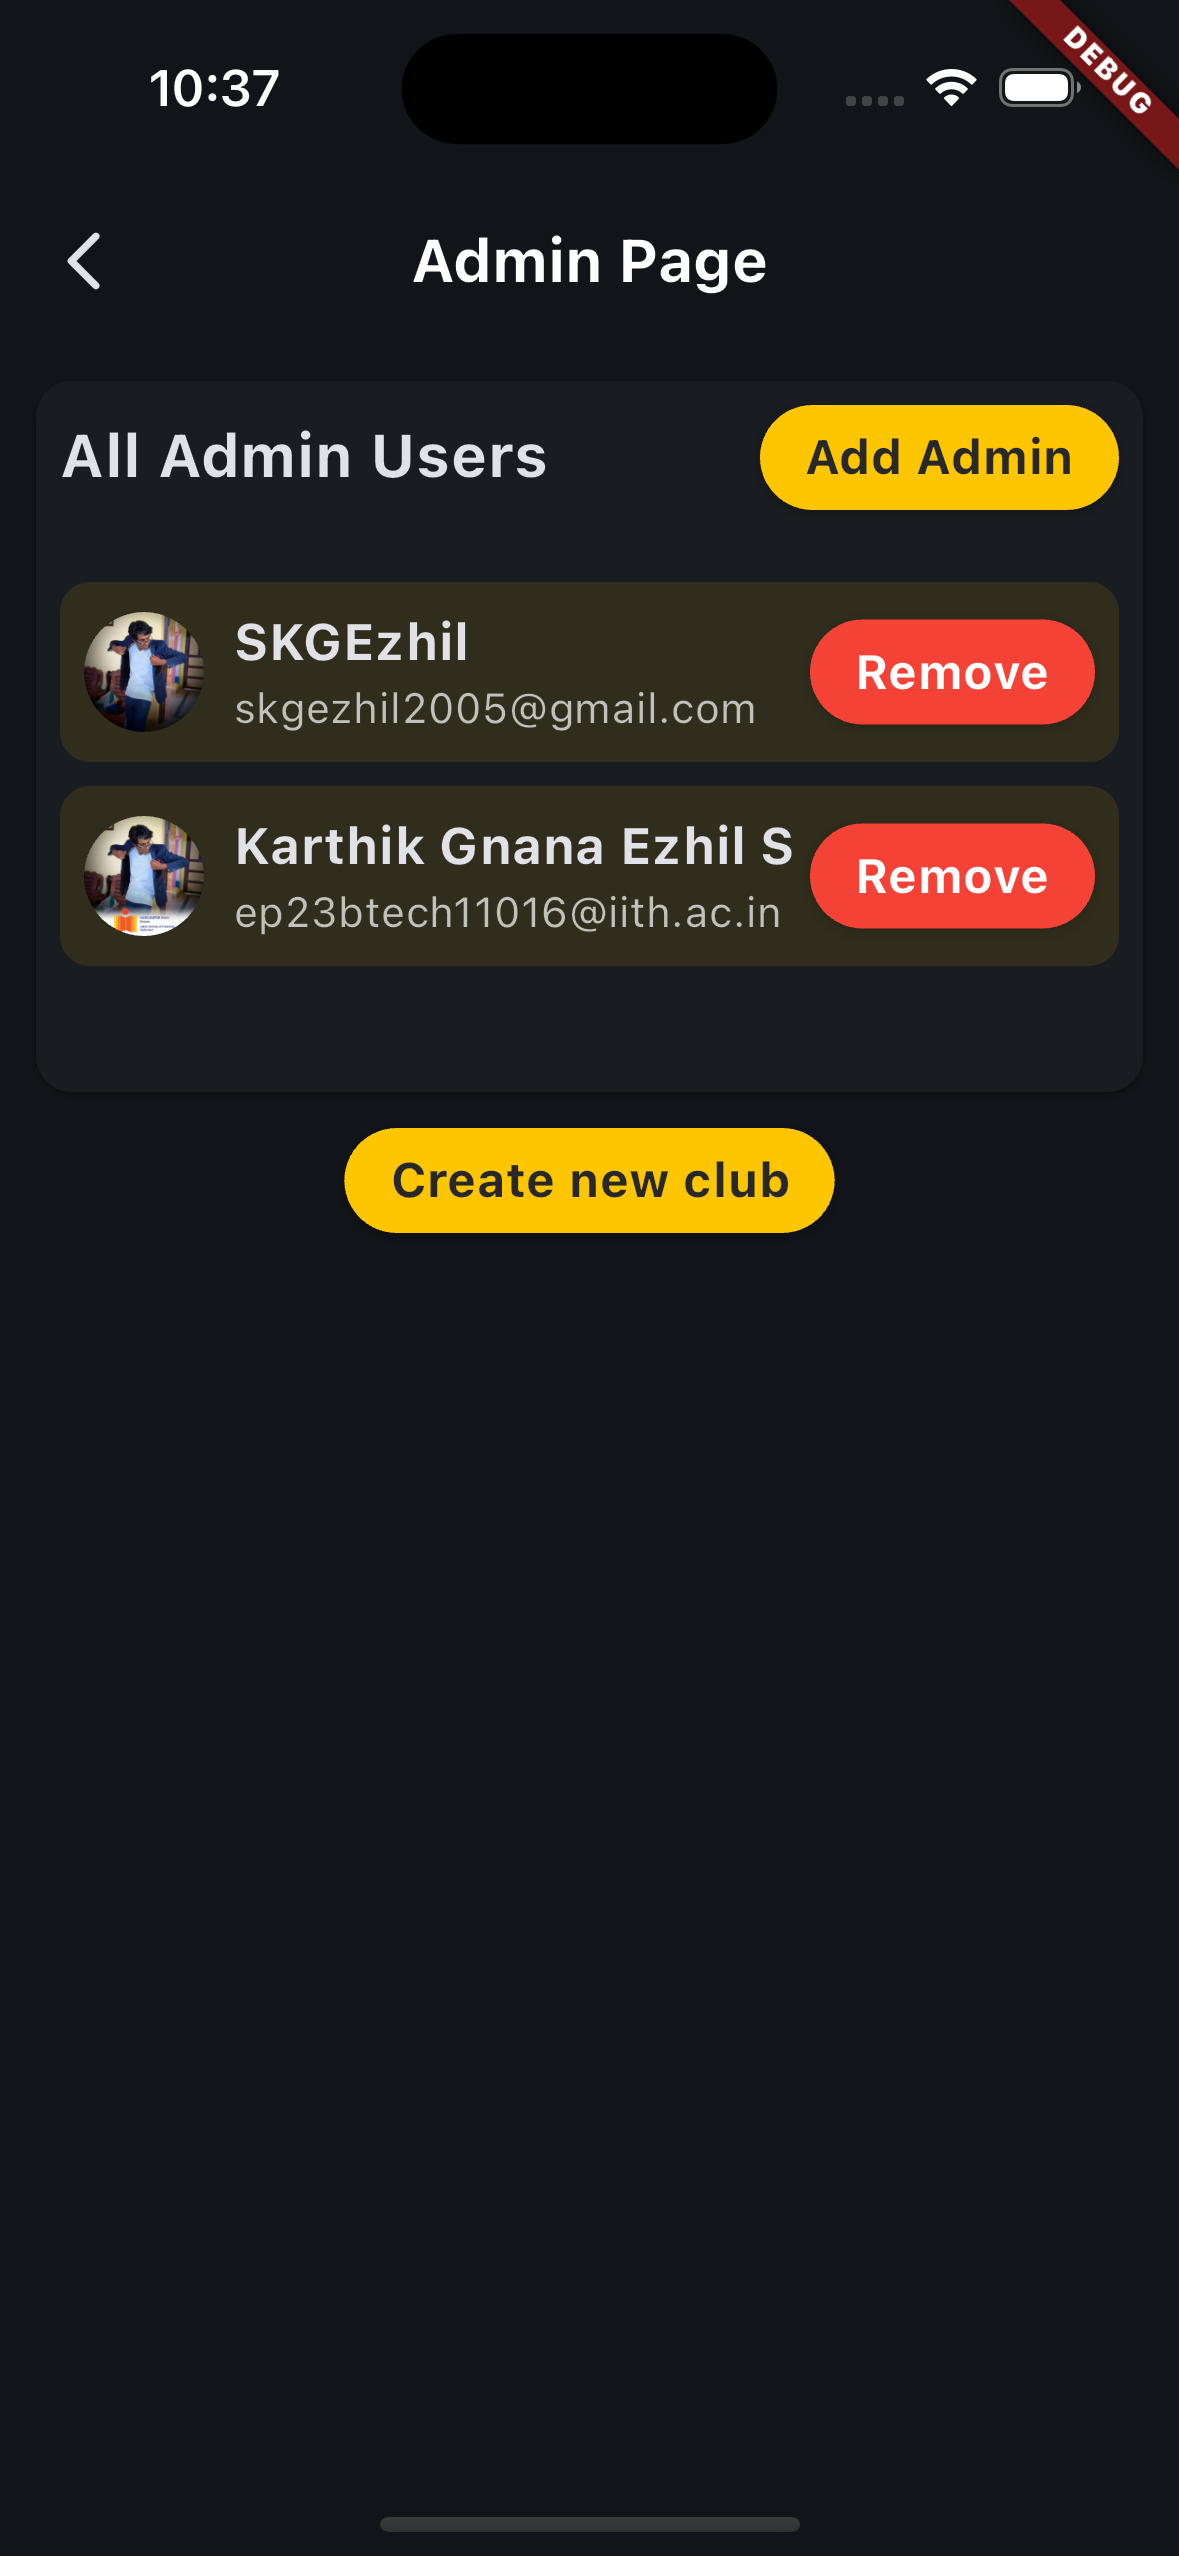 10:37
DEBUG
Admin Page
All Admin Users
Add Admin
SKGEzhil
skgezhil2005@gmail.com
Remove
Karthik Gnana Ezhil S
ep23btech11016@iith.ac.in
Remove
Create new club